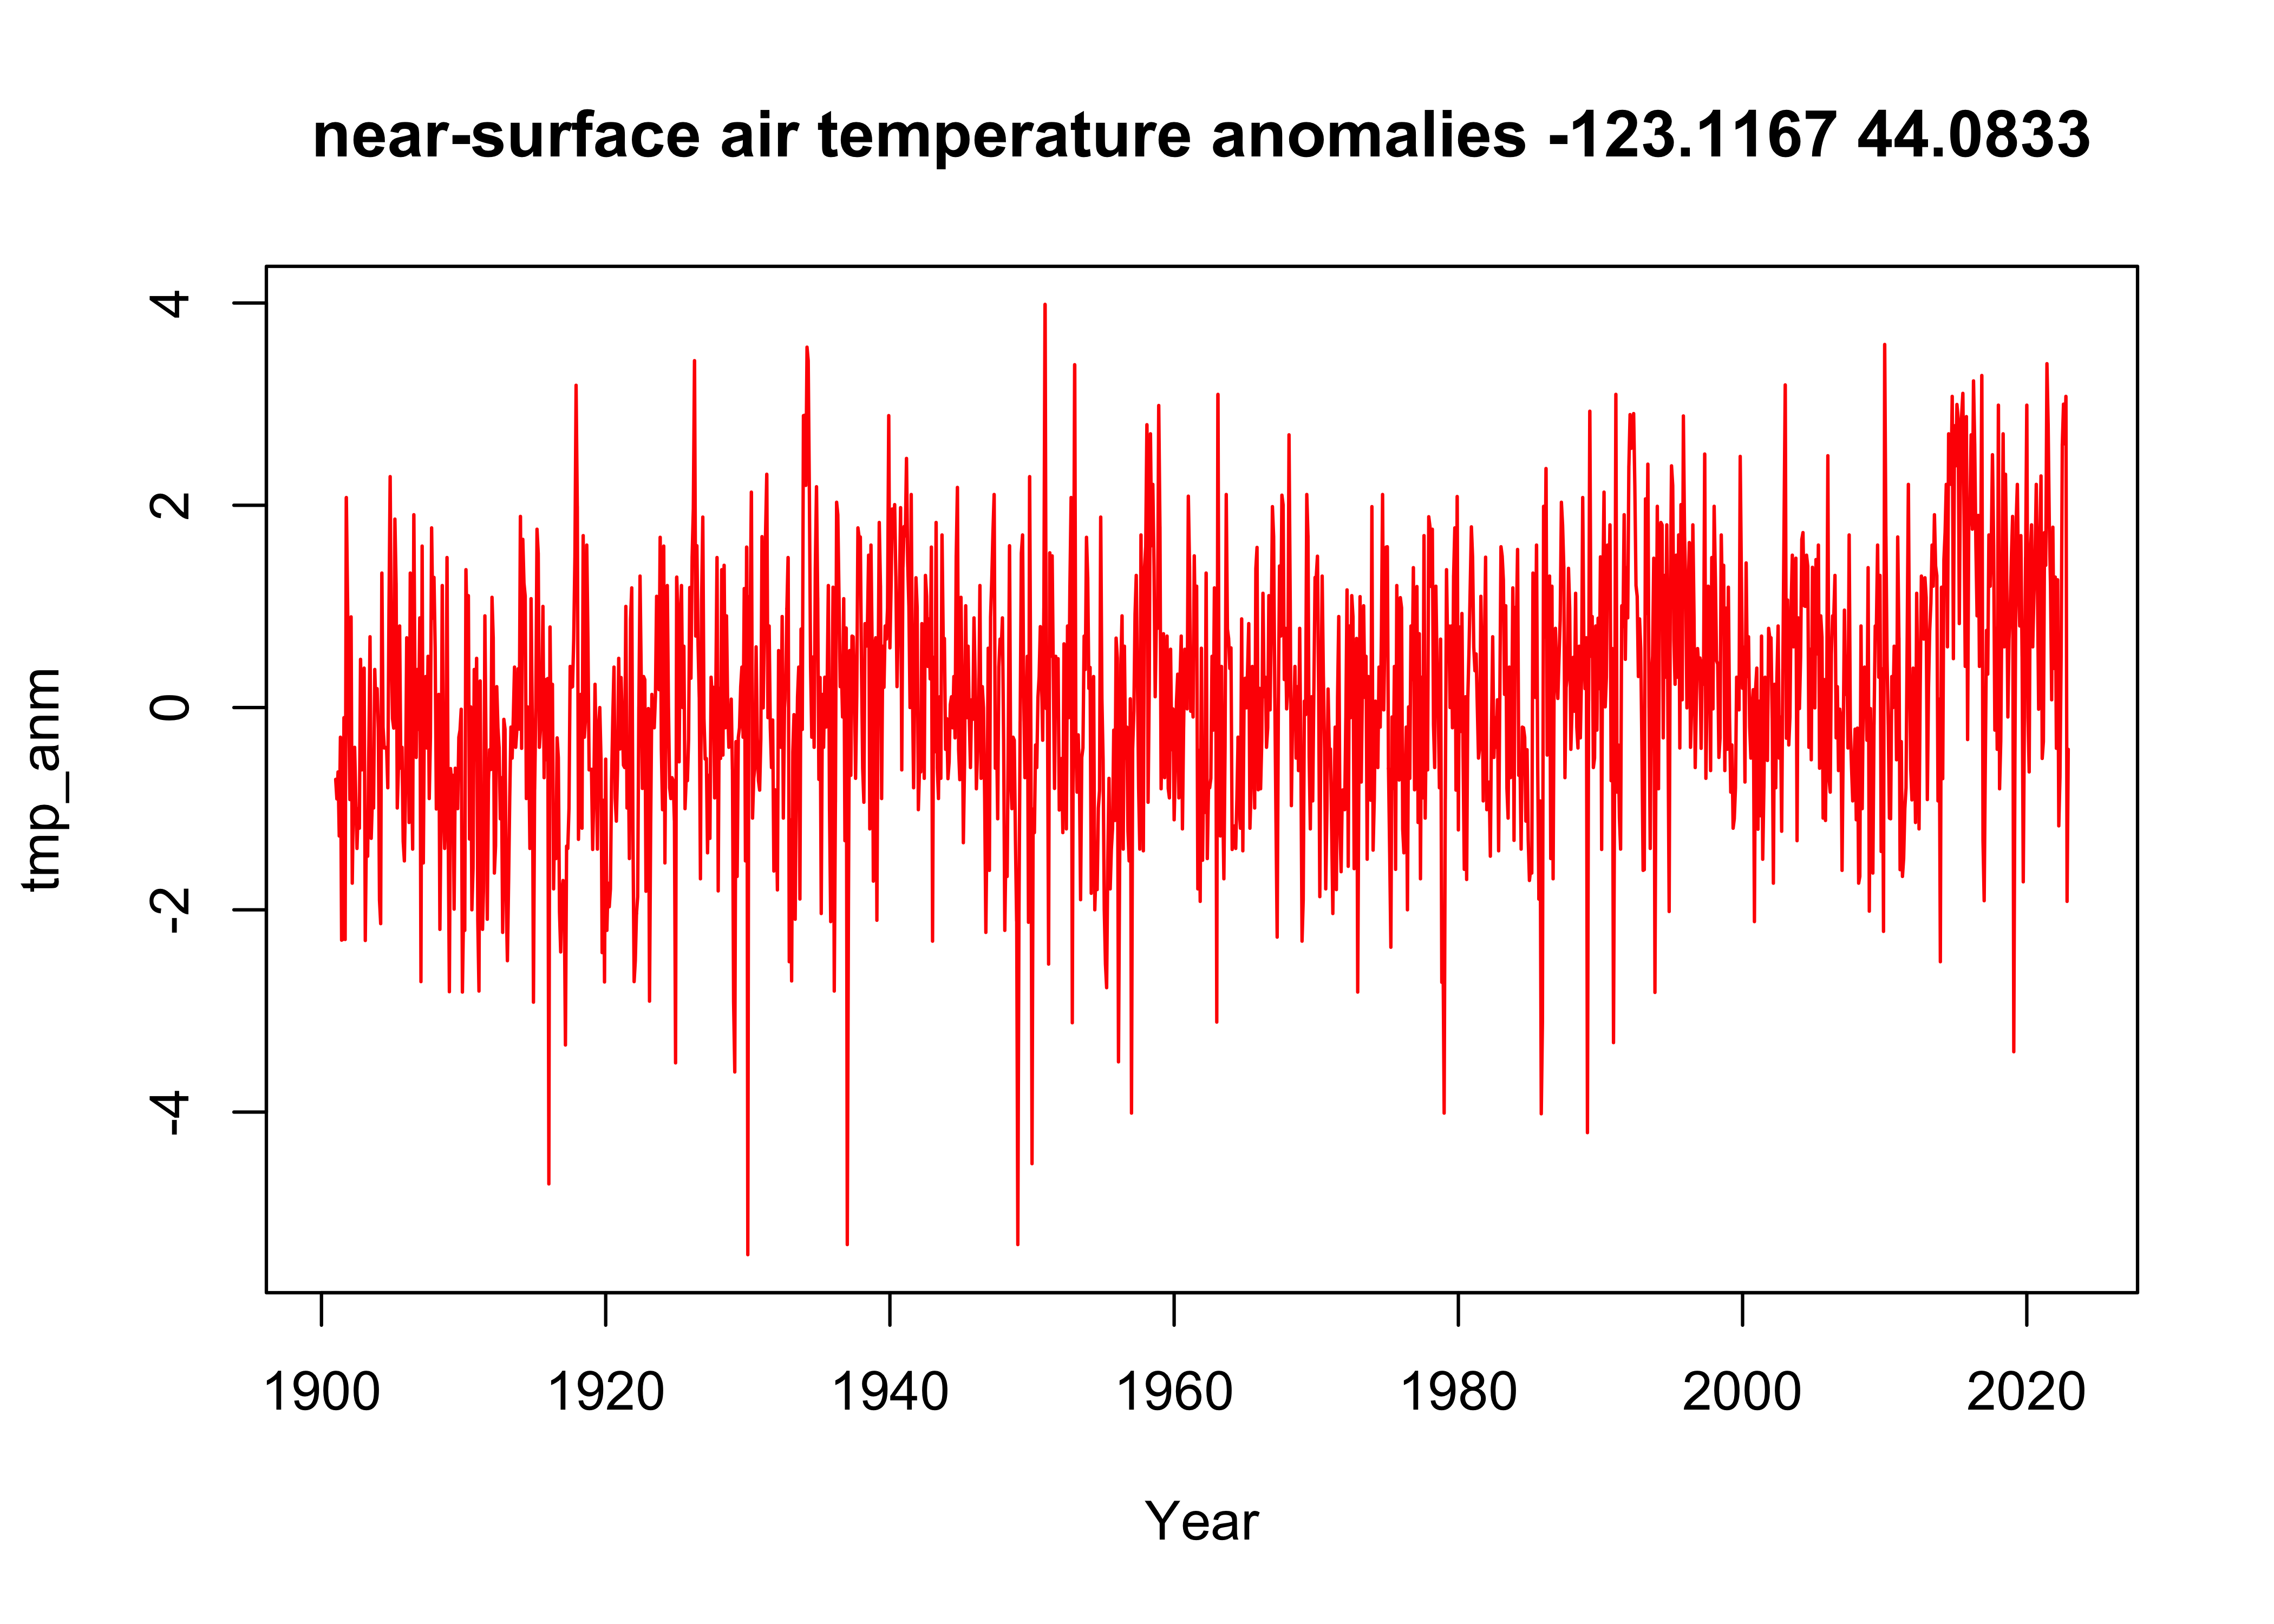 near-surface air temperature anomalies -123.1167 44.0833
tmp_anm
4
2
0
-2
-4
1900 1920 1940 1960 1980 2000 2020
Year